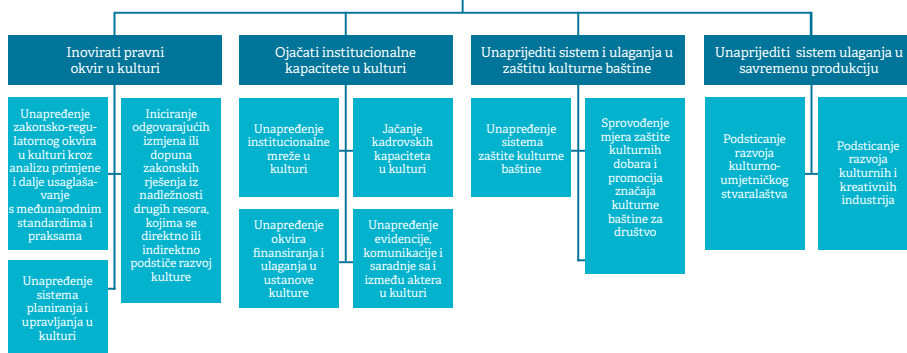 Inovirati pravni
okvir u kulturi
Unapređenje
zakonsko-regu-
latornog okvira
u kulturi kroz
analizu primjene
i dalje usaglaša-
vanje
s međunarodnim
standardima i
praksama
Iniciranje
odgovarajućih
izmjena ili
dopuna
zakonskih
rješenja iz
nadležnosti
drugih resora,
kojima se
direktno ili
indirektno
podstiče razvoj
kulture
Unapređenje
sistema
planiranja i
upravljanja u
kulturi
Ojačati institucionalne
kapacitete u kulturi
Unapređenje
institucionalne
mreže u
kulturi
Jačanje
kadrovskih
kapaciteta
u kulturi
Unapređenje
okvira
finansiranja i
ulaganja u
ustanove
kulture
Unapređenje
evidencije,
komunikacije i
saradnje sa i
između aktera
u kulturi
Unaprijediti sistem i ulaganja u
zaštitu kulturne baštine
Unapređenje
sistema
zaštite kulturne
baštine
Sprovođenje
mjera zaštite
kulturnih
dobara i
promocija
značaja
kulturne
baštine za
društvo
Unaprijediti sistem ulaganja u
savremenu produkciju
Podsticanje
razvoja
kulturno-
umjetničkog
stvaralaštva
Podsticanje
razvoja
kulturnih i
kreativnih
industrija